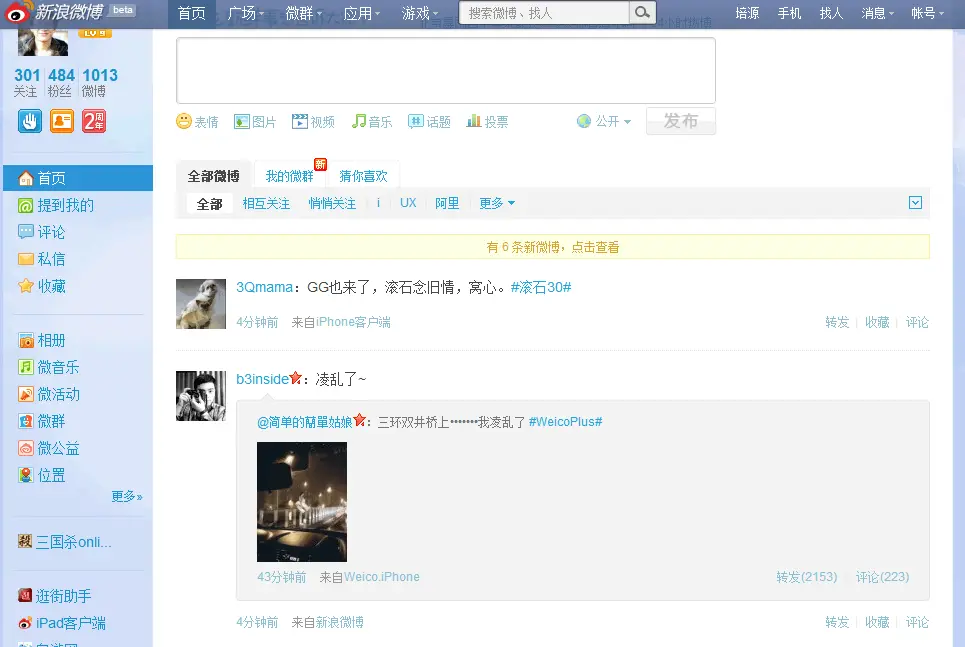 新浪微博 beta
首页 广场 微群 应用 游戏 搜索微博、找人 培源 手机 找人 消息 帐号
301 484 1013
关注 粉丝 微博
2周年
首页
提到我的
评论
私信
收藏
相册
微音乐
微活动
微群
微公益
位置
更多»
三国杀onli...
逛街助手
iPad客户端
表情 图片 视频 音乐 话题 投票 公开 发布
全部微博 我的微群 新 猜你喜欢
全部 相互关注 悄悄关注 i UX 阿里 更多
有 6 条新微博，点击查看
3Qmama：GG也来了，滚石念旧情，窝心。#滚石30#
4分钟前 来自iPhone客户端 转发 收藏 评论
b3inside：凌乱了~
@简单的蘭單姑娘：三环双井桥上•••••••我凌乱了 #WeicoPlus#
43分钟前 来自Weico.iPhone 转发(2153) 评论(223)
4分钟前 来自新浪微博 转发 收藏 评论